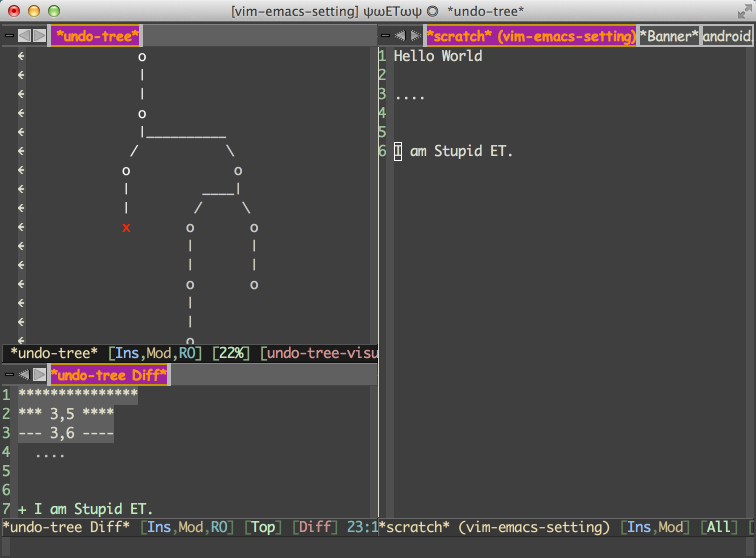 [vim-emacs-setting] ψωETωψ ◎ *undo-tree*
*undo-tree*
o
|
|
o
|__________
/ \
o o
| ____|
| / \
x o o
| |
| |
o o
|
|
o
*undo-tree* [Ins,Mod,RO] [22%] [undo-tree-visu
*undo-tree Diff*
1 ***************
2 *** 3,5 ****
3 --- 3,6 ----
4 ....
5
6
7 + I am Stupid ET.
*undo-tree Diff* [Ins,Mod,RO] [Top] [Diff] 23:1
*scratch* (vim-emacs-setting) *Banner* android.
1 Hello World
2
3 ....
4
5
6 I am Stupid ET.
*scratch* (vim-emacs-setting) [Ins,Mod] [All] [